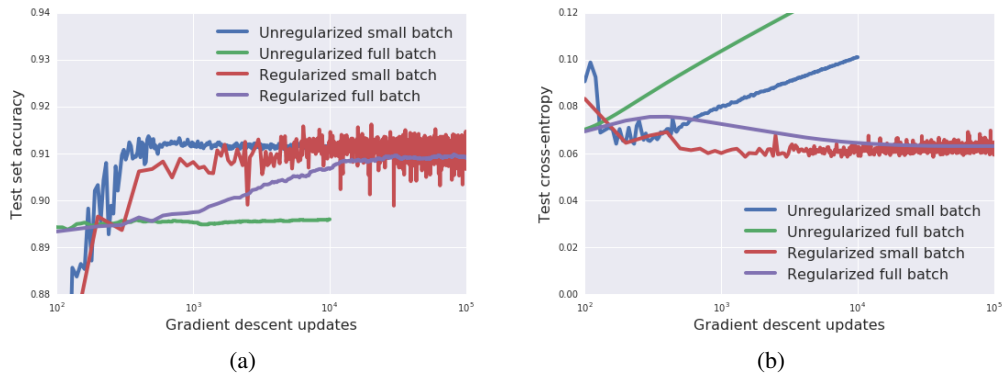 0.94
0.93
0.92
0.91
0.90
0.89
0.88
Test set accuracy
Unregularized small batch
Unregularized full batch
Regularized small batch
Regularized full batch
10² 10³ 10⁴ 10⁵
Gradient descent updates
(a)
0.12
0.10
0.08
0.06
0.04
0.02
0.00
Test cross-entropy
Unregularized small batch
Unregularized full batch
Regularized small batch
Regularized full batch
10² 10³ 10⁴ 10⁵
Gradient descent updates
(b)